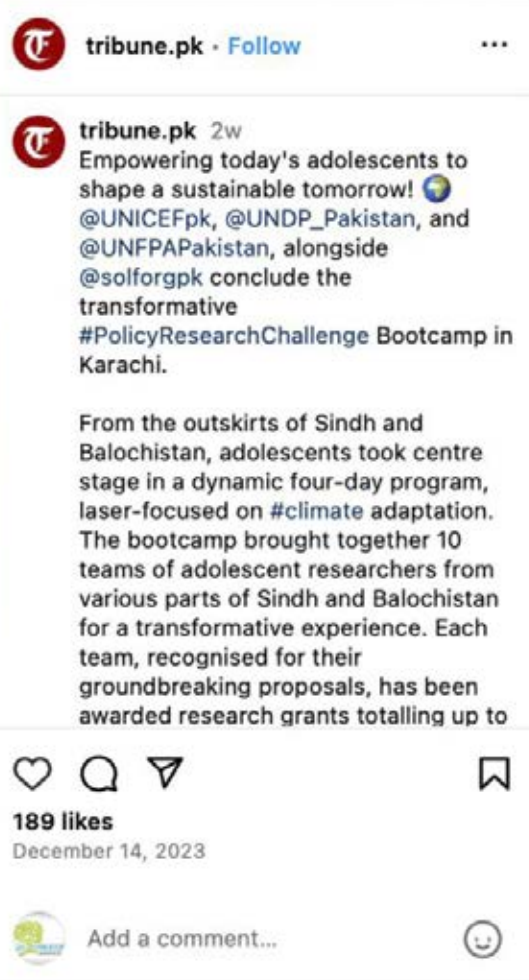 tribune.pk · Follow
tribune.pk 2w
Empowering today's adolescents to
shape a sustainable tomorrow! 🌍
@UNICEFpk, @UNDP_Pakistan, and
@UNFPAPakistan, alongside
@solforgpk conclude the
transformative
#PolicyResearchChallenge Bootcamp in
Karachi.
From the outskirts of Sindh and
Balochistan, adolescents took centre
stage in a dynamic four-day program,
laser-focused on #climate adaptation.
The bootcamp brought together 10
teams of adolescent researchers from
various parts of Sindh and Balochistan
for a transformative experience. Each
team, recognised for their
groundbreaking proposals, has been
awarded research grants totalling up to
189 likes
December 14, 2023
Add a comment...